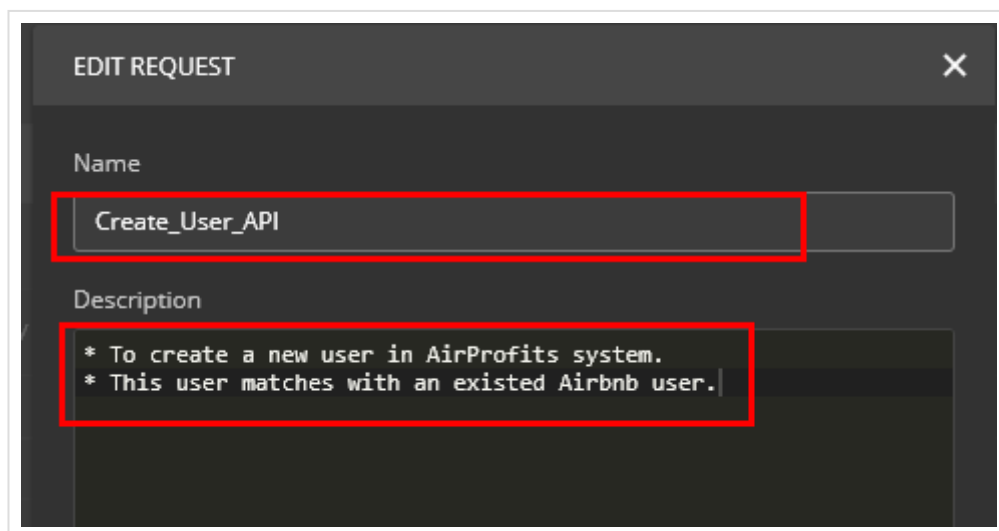 EDIT REQUEST
Name
Create_User_API
Description
* To create a new user in AirProfits system.
* This user matches with an existed Airbnb user.